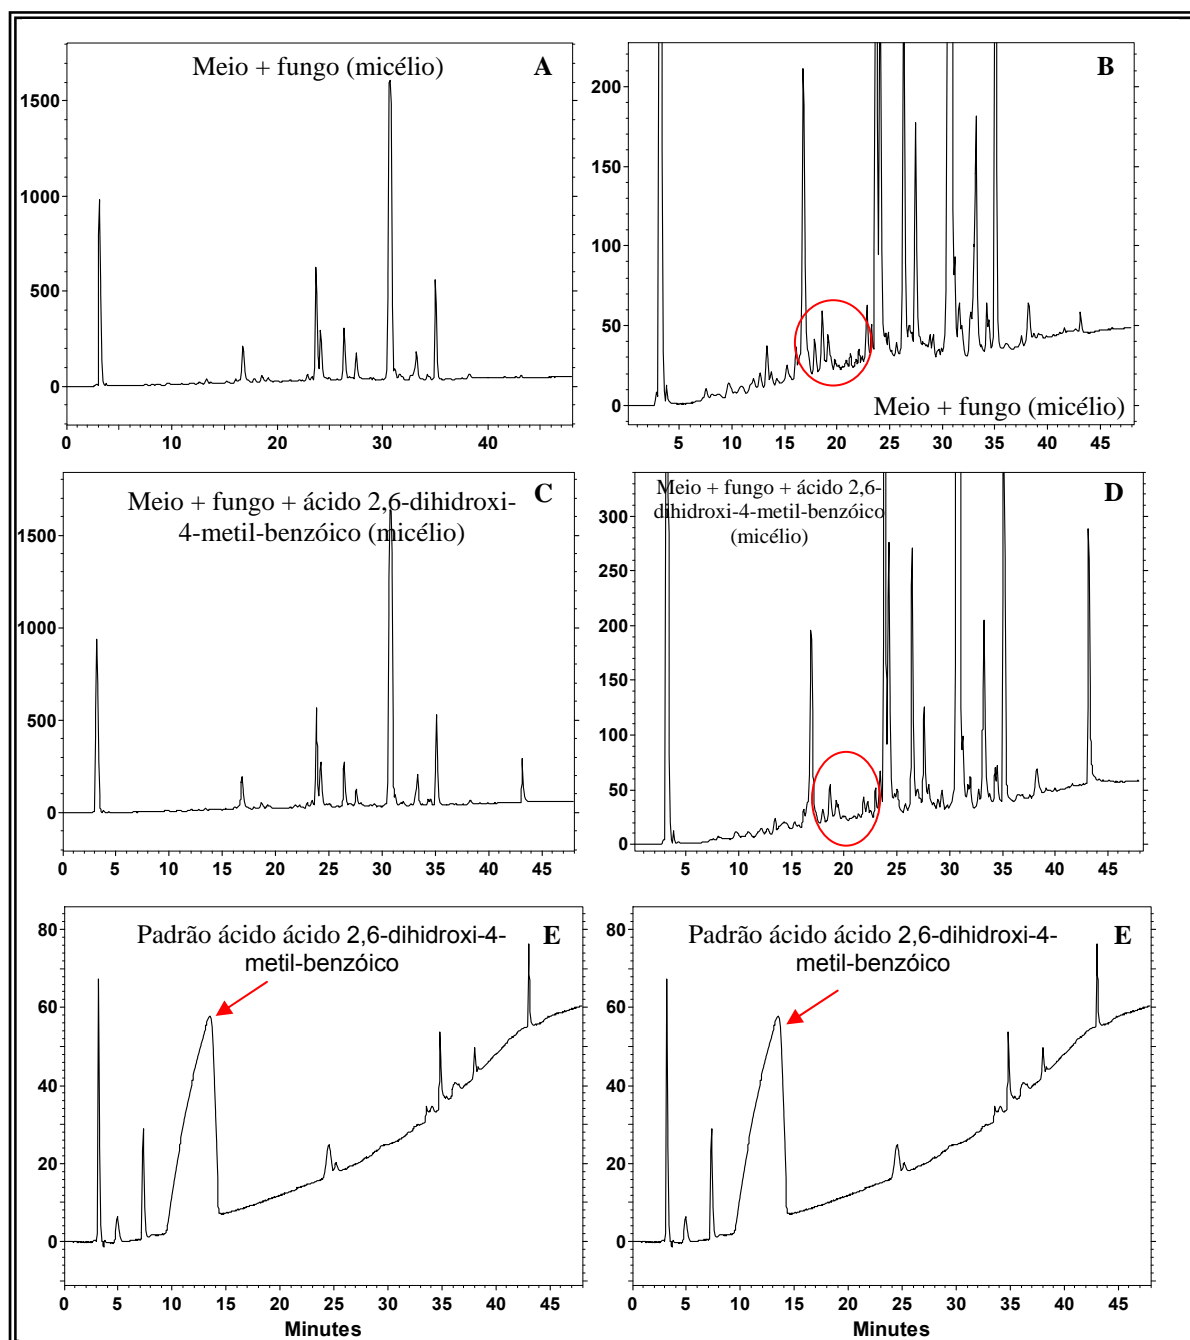 Meio + fungo (micélio) A
1500
1000
500
0
0 10 20 30 40
B
200
150
100
50
0
Meio + fungo (micélio)
5 10 15 20 25 30 35 40 45
C
Meio + fungo + ácido 2,6-dihidroxi-
4-metil-benzóico (micélio)
1500
1000
500
0
0 5 10 15 20 25 30 35 40 45
Meio + fungo + ácido 2,6-
dihidroxi-4-metil-benzóico
(micélio)
D
300
250
200
150
100
50
0
5 10 15 20 25 30 35 40 45
Padrão ácido ácido 2,6-dihidroxi-4-
metil-benzóico
E
80
60
40
20
0
0 5 10 15 20 25 30 35 40 45
Minutes
Padrão ácido ácido 2,6-dihidroxi-4-
metil-benzóico
E
80
60
40
20
0
0 5 10 15 20 25 30 35 40 45
Minutes